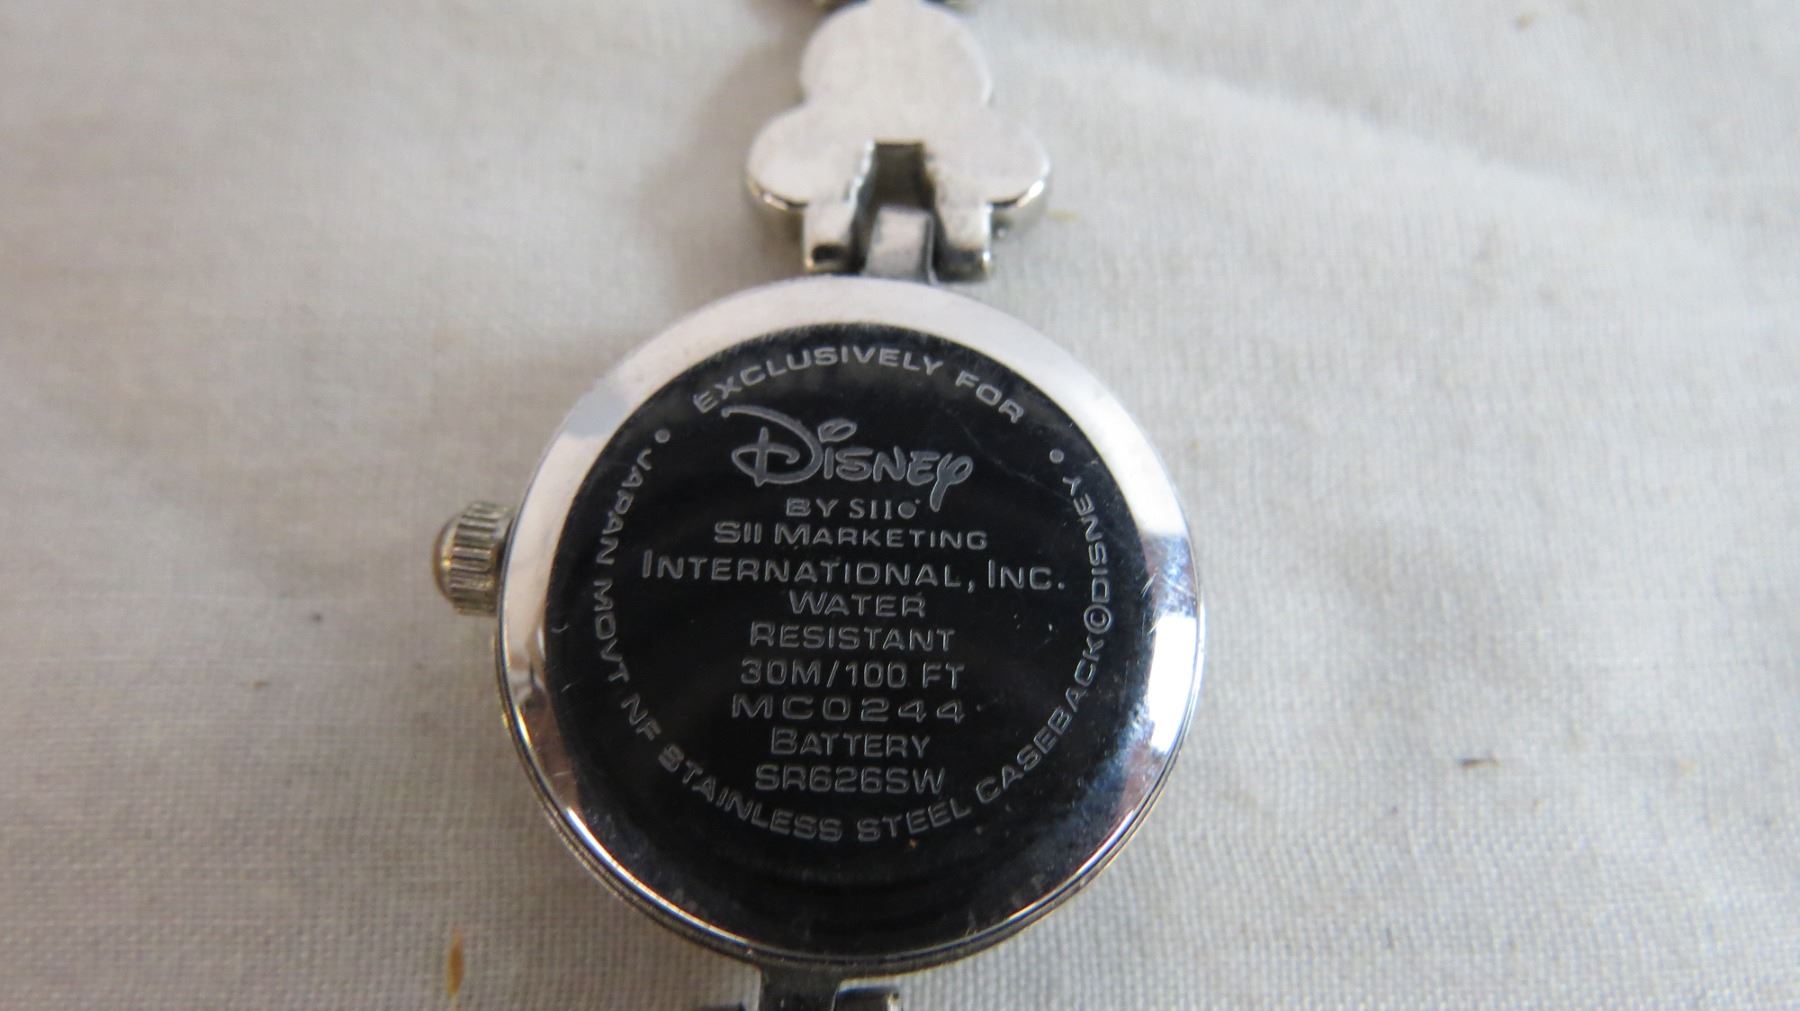 EXCLUSIVELY FOR
DISNEY
BY SII
SII MARKETING
INTERNATIONAL, INC.
WATER
RESISTANT
30M/100 FT
MC0244
BATTERY
SR626SW
• JAPAN MOVT NF STAINLESS STEEL CASEBACK ©DISNEY •